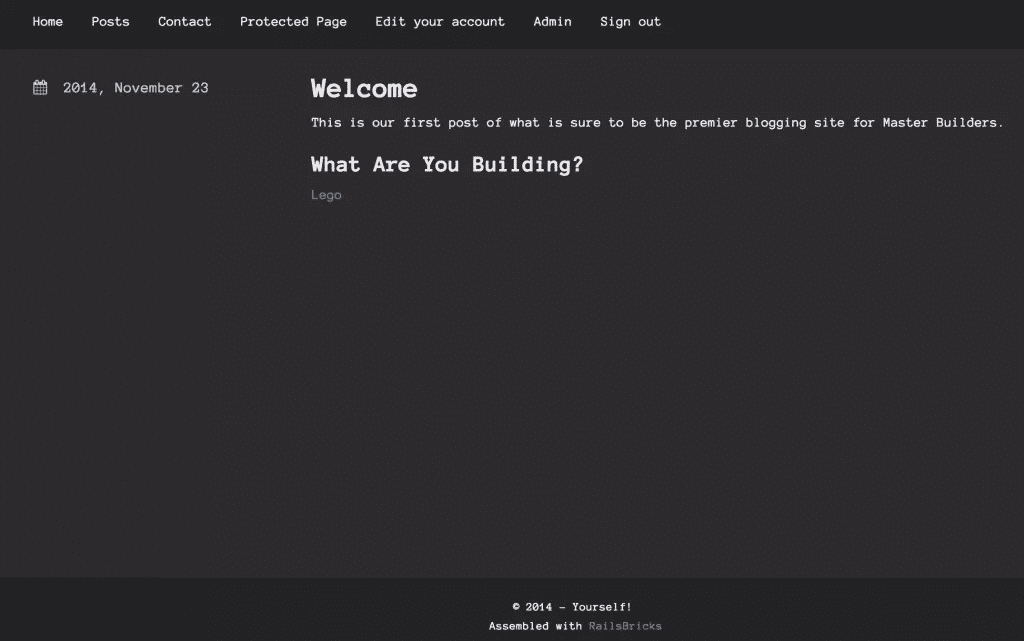 Home Posts Contact Protected Page Edit your account Admin Sign out
2014, November 23
Welcome
This is our first post of what is sure to be the premier blogging site for Master Builders.
What Are You Building?
Lego
© 2014 - Yourself!
Assembled with RailsBricks